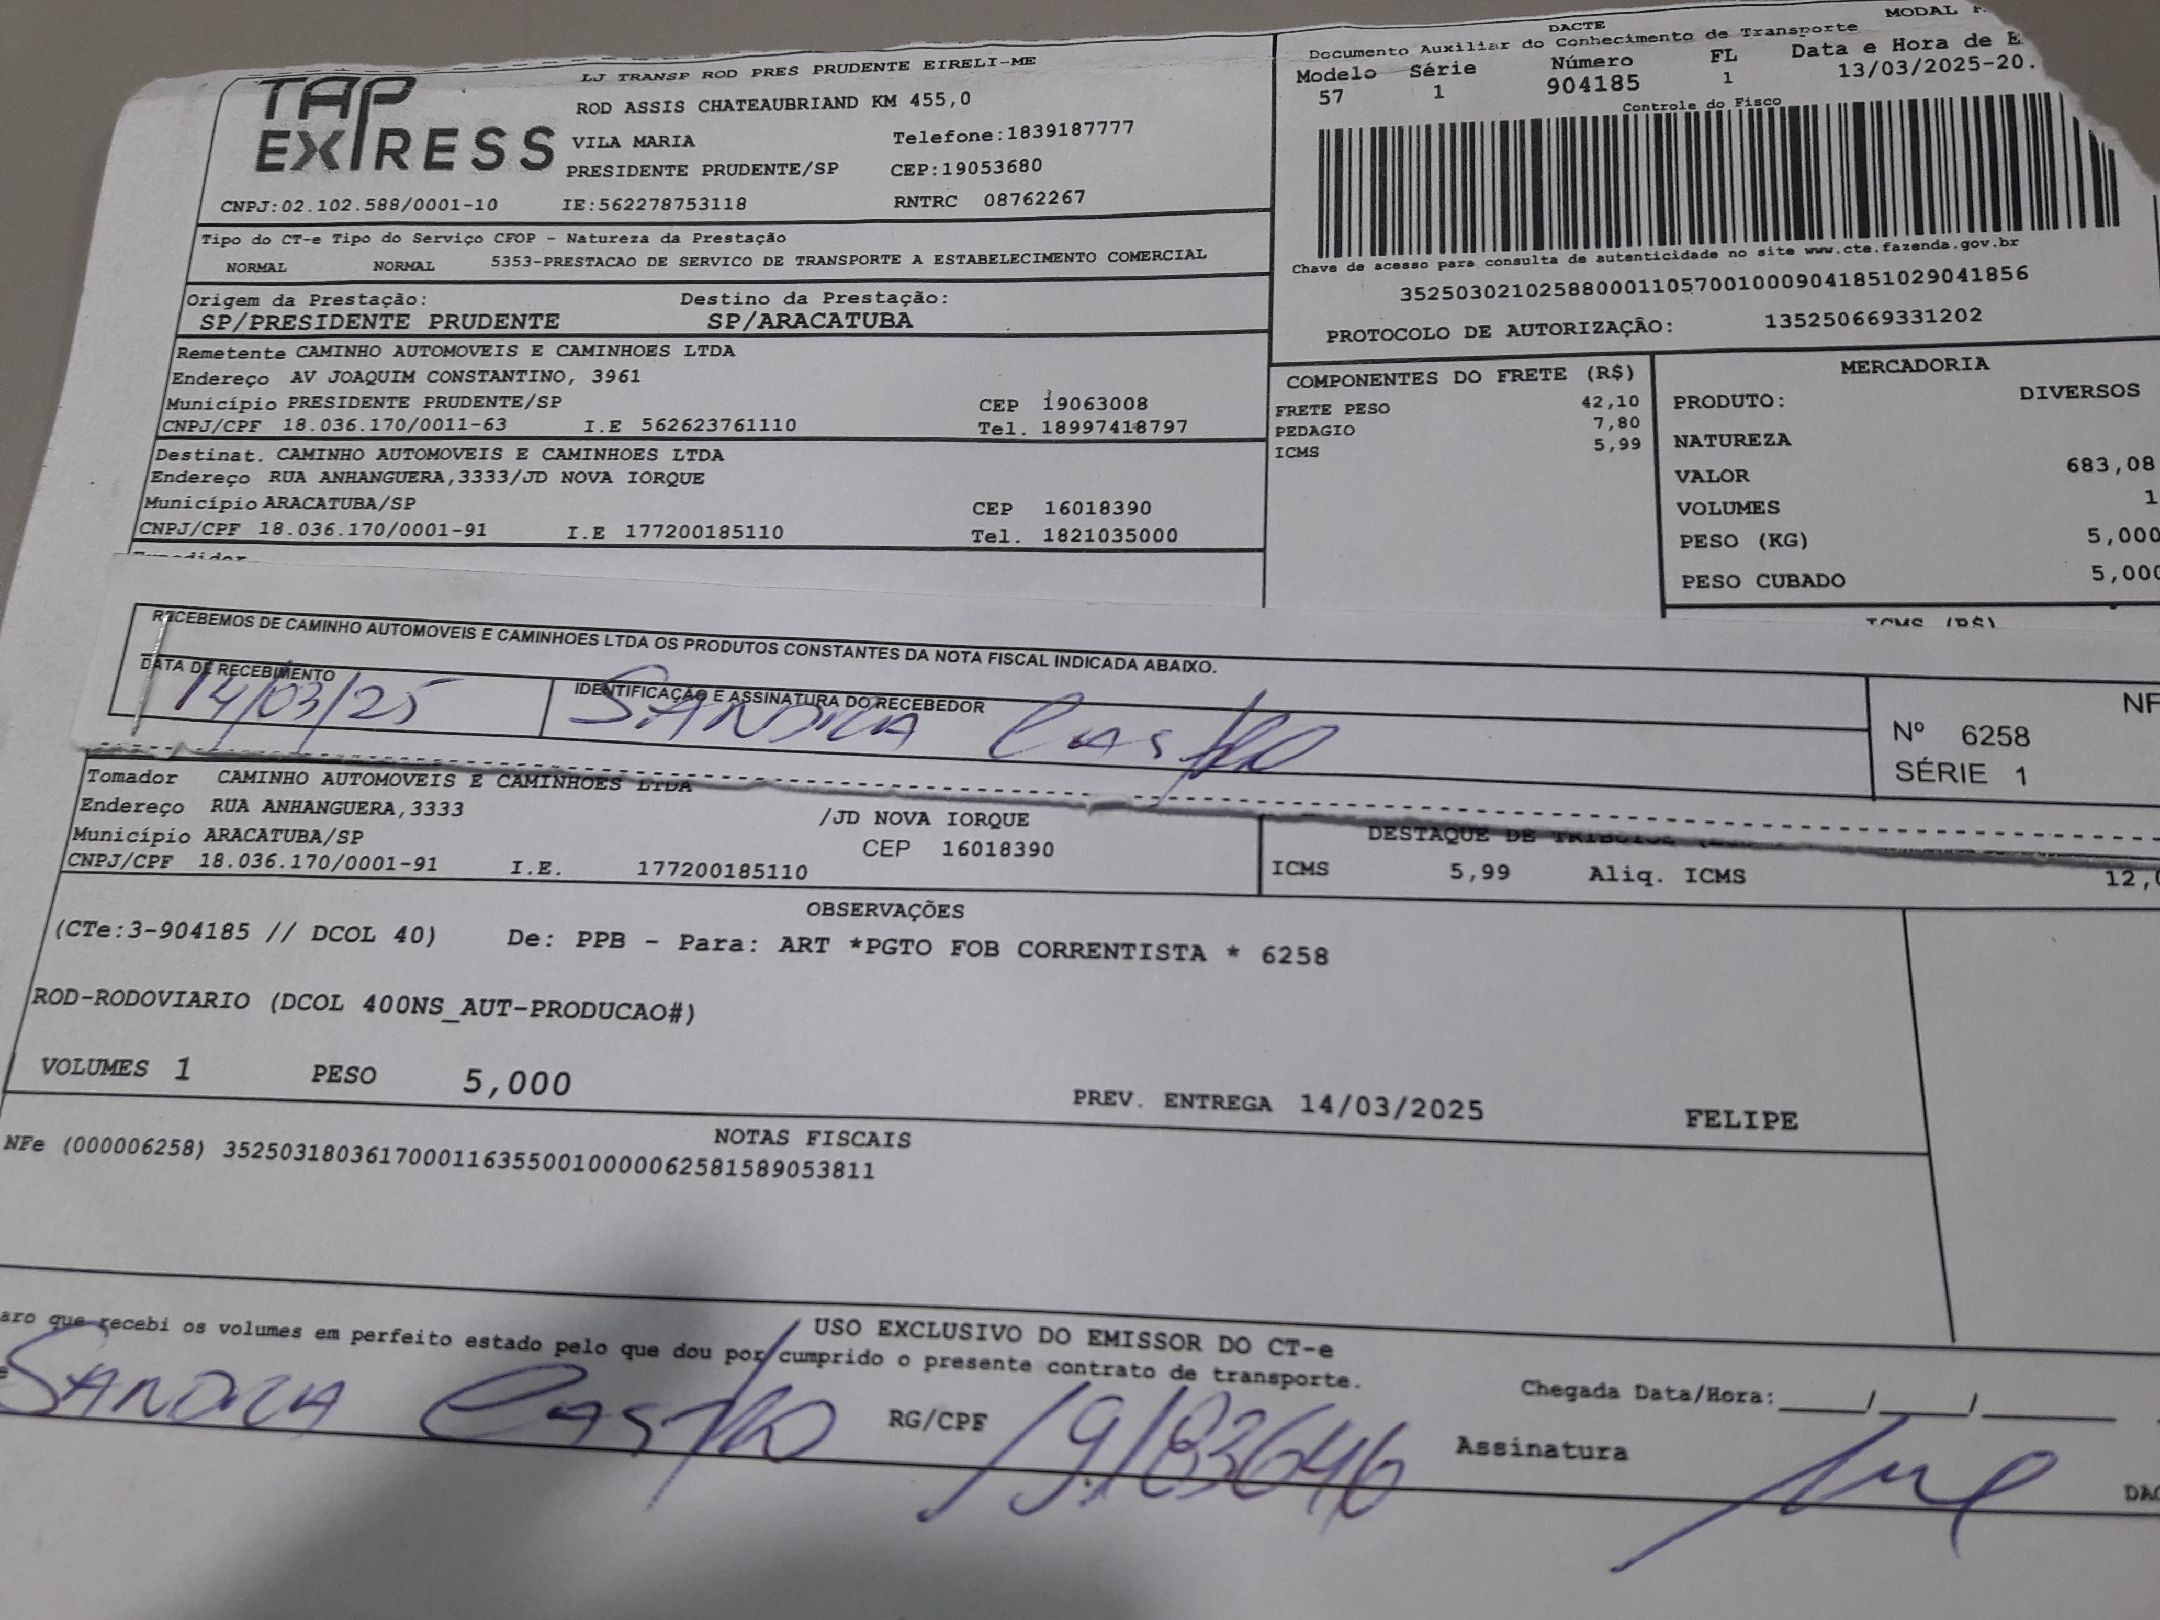 TAP EXPRESS
LJ TRANSP ROD PRES PRUDENTE EIRELI-ME
ROD ASSIS CHATEAUBRIAND KM 455,0
VILA MARIA Telefone:1839187777
PRESIDENTE PRUDENTE/SP CEP:19053680
CNPJ:02.102.588/0001-10 IE:562278753118 RNTRC 08762267
Tipo do CT-e Tipo do Serviço CFOP - Natureza da Prestação
NORMAL NORMAL 5353-PRESTACAO DE SERVICO DE TRANSPORTE A ESTABELECIMENTO COMERCIAL
Origem da Prestação: Destino da Prestação:
SP/PRESIDENTE PRUDENTE SP/ARACATUBA
Remetente CAMINHO AUTOMOVEIS E CAMINHOES LTDA
Endereço AV JOAQUIM CONSTANTINO, 3961
Município PRESIDENTE PRUDENTE/SP CEP 19063008
CNPJ/CPF 18.036.170/0011-63 I.E 562623761110 Tel. 18997418797
Destinat. CAMINHO AUTOMOVEIS E CAMINHOES LTDA
Endereço RUA ANHANGUERA,3333/JD NOVA IORQUE
Município ARACATUBA/SP CEP 16018390
CNPJ/CPF 18.036.170/0001-91 I.E 177200185110 Tel. 1821035000
DACTE MODAL
Documento Auxiliar do Conhecimento de Transporte
Modelo Série Número FL Data e Hora de E
57 1 904185 1 13/03/2025-20.
Controle do Fisco
Chave de acesso para consulta de autenticidade no site www.cte.fazenda.gov.br
35250302102588000110570010009041851029041856
PROTOCOLO DE AUTORIZAÇÃO: 135250669331202
COMPONENTES DO FRETE (R$)
FRETE PESO 42,10
PEDAGIO 7,80
ICMS 5,99
MERCADORIA
PRODUTO: DIVERSOS
NATUREZA
VALOR 683,08
VOLUMES 1
PESO (KG) 5,000
PESO CUBADO 5,000
ICMS (R$)
RECEBEMOS DE CAMINHO AUTOMOVEIS E CAMINHOES LTDA OS PRODUTOS CONSTANTES DA NOTA FISCAL INDICADA ABAIXO.
DATA DE RECEBIMENTO IDENTIFICAÇÃO E ASSINATURA DO RECEBEDOR
14/03/25 SANDRA CASTRO
NF
Nº 6258
SÉRIE 1
Tomador CAMINHO AUTOMOVEIS E CAMINHOES LTDA
Endereço RUA ANHANGUERA,3333 /JD NOVA IORQUE
Município ARACATUBA/SP CEP 16018390
CNPJ/CPF 18.036.170/0001-91 I.E. 177200185110
DESTAQUE DE
ICMS 5,99 Aliq. ICMS 12,0
OBSERVAÇÕES
(CTe:3-904185 // DCOL 40) De: PPB - Para: ART *PGTO FOB CORRENTISTA * 6258
ROD-RODOVIARIO (DCOL 400NS_AUT-PRODUCAO#)
VOLUMES 1 PESO 5,000 PREV. ENTREGA 14/03/2025 FELIPE
NOTAS FISCAIS
NFe (000006258) 35250318036170001163550010000062581589053811
USO EXCLUSIVO DO EMISSOR DO CT-e
aro que recebi os volumes em perfeito estado pelo que dou por cumprido o presente contrato de transporte.
Chegada Data/Hora:_____/_____/________
SANDRA CASTRO RG/CPF 19183646 Assinatura
DAC